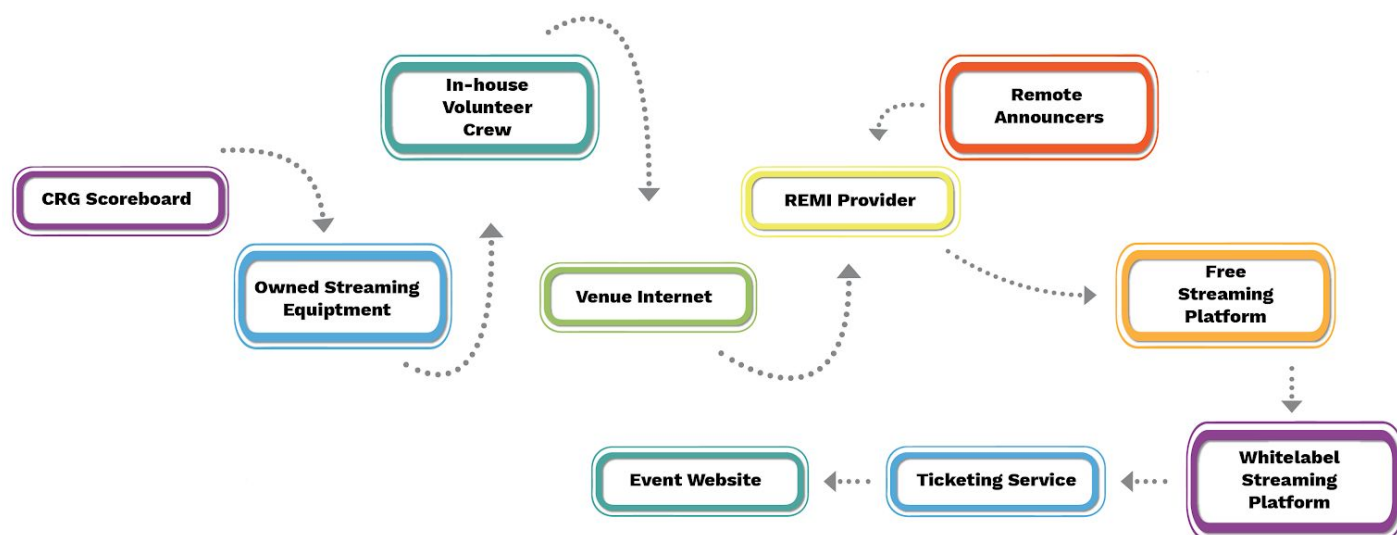 In-house
Volunteer
Crew
Remote
Announcers
CRG Scoreboard
REMI Provider
Owned Streaming
Equiptment
Venue Internet
Free
Streaming
Platform
Event Website
Ticketing Service
Whitelabel
Streaming
Platform